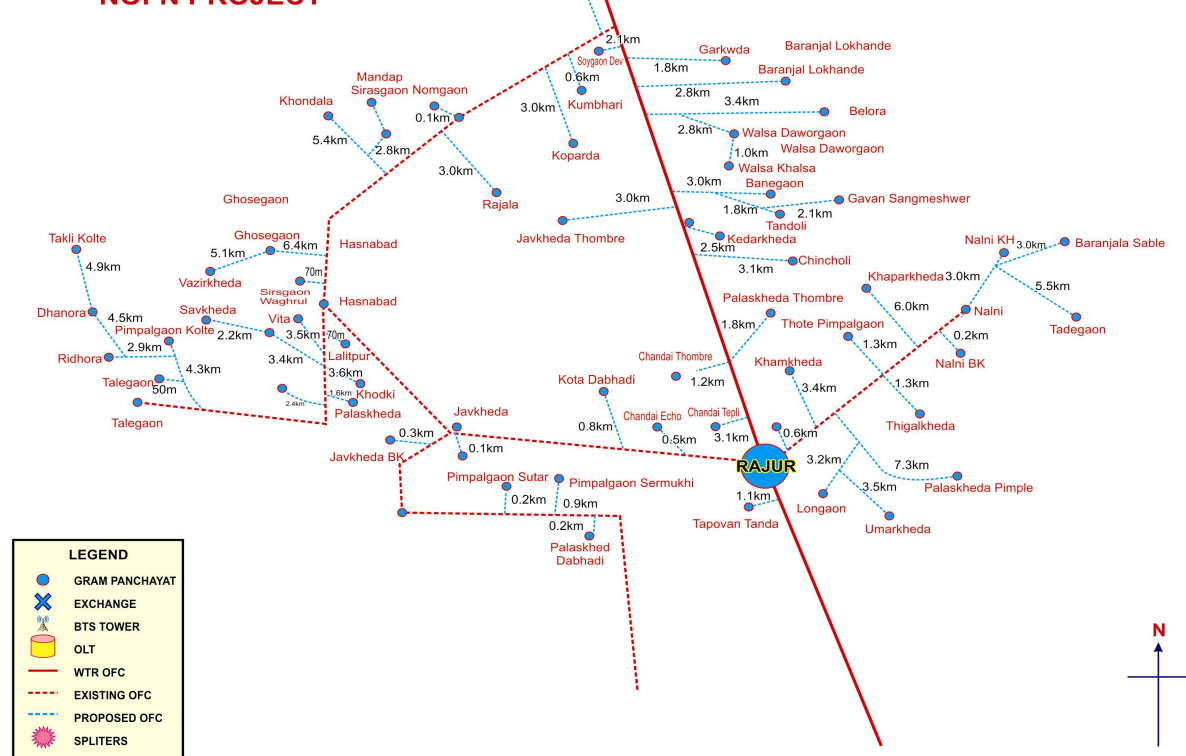 NOFN PROJECT
2.1km
Soygaon Dev
Garkwda
Baranjal Lokhande
1.8km
Baranjal Lokhande
0.6km
2.8km
Mandap
Sirasgaon
Nomgaon
Khondala
Kumbhari
3.4km
Belora
3.0km
0.1km
5.4km
2.8km
2.8km
Walsa Daworgaon
Walsa Daworgaon
1.0km
Koparda
Walsa Khalsa
3.0km
3.0km
Banegaon
Rajala
3.0km
1.8km
2.1km
Gavan Sangmeshwer
Tandoli
Ghosegaon
Javkheda Thombre
Kedarkheda
2.5km
3.1km
Chincholi
Takli Kolte
Ghosegaon
6.4km
Hasnabad
5.1km
Vazirkheda
4.9km
70m
Sirsgaon
Waghrul
Hasnabad
Nalni KH
3.0km
Baranjala Sable
Khaparkheda
3.0km
5.5km
6.0km
Nalni
Tadegaon
0.2km
Nalni BK
Palaskheda Thombre
1.8km
Thote Pimpalgaon
1.3km
Dhanora
4.5km
Pimpalgaon Kolte
Savkheda
2.2km
Vita
3.5km
70m
Lalitpur
2.9km
Ridhora
3.4km
4.3km
3.6km
Khodki
Talegaon
50m
2.4km
1.6km
Palaskheda
Talegaon
Chandai Thombre
1.2km
Khamkheda
3.4km
1.3km
Thigalkheda
Kota Dabhadi
0.8km
Chandai Echo
0.5km
Chandai Tepli
3.1km
0.6km
Javkheda
0.3km
0.1km
Javkheda BK
RAJUR
3.2km
7.3km
3.5km
Palaskheda Pimple
Longaon
Umarkheda
1.1km
Tapovan Tanda
Pimpalgaon Sutar
Pimpalgaon Sermukhi
0.2km
0.9km
0.2km
Palaskhed
Dabhadi
LEGEND
GRAM PANCHAYAT
EXCHANGE
BTS TOWER
OLT
WTR OFC
EXISTING OFC
PROPOSED OFC
SPLITERS
N